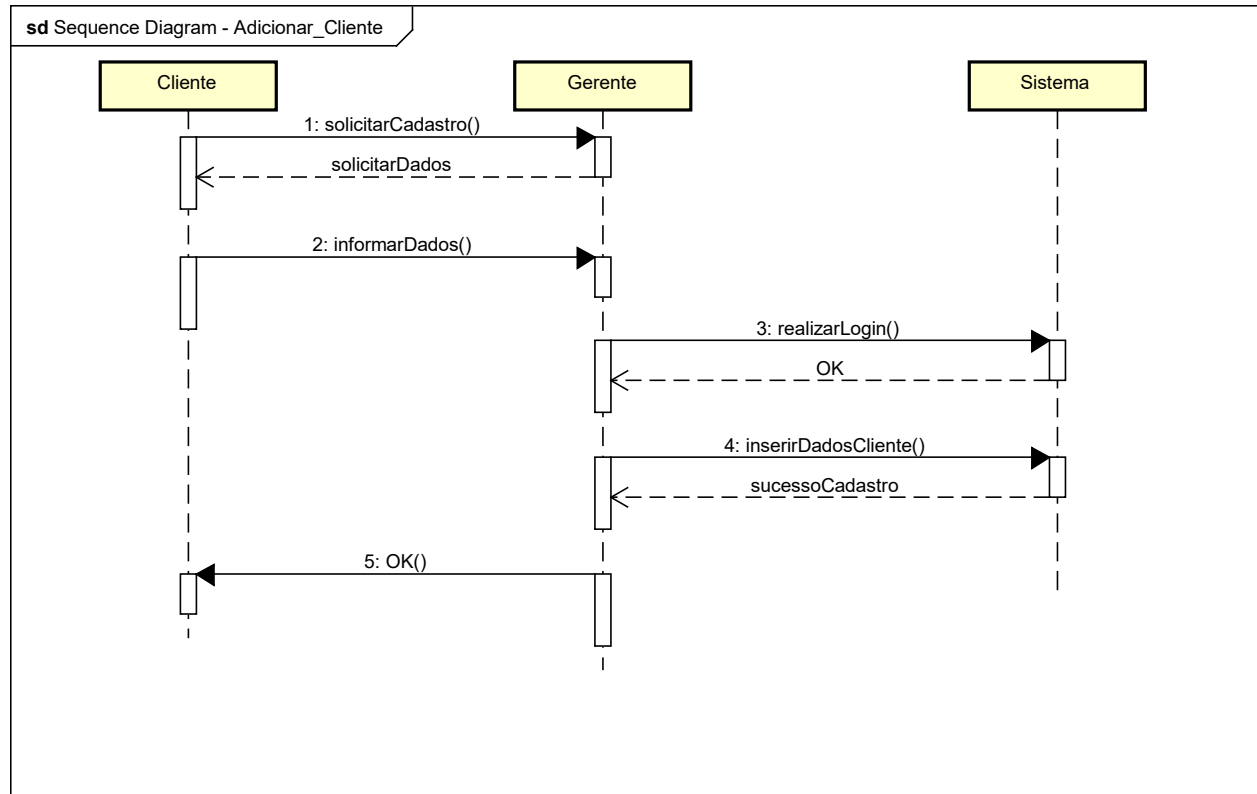 sd Sequence Diagram - Adicionar_Cliente
Cliente
Gerente
Sistema
1: solicitarCadastro()
solicitarDados
2: informarDados()
3: realizarLogin()
OK
4: inserirDadosCliente()
sucessoCadastro
5: OK()